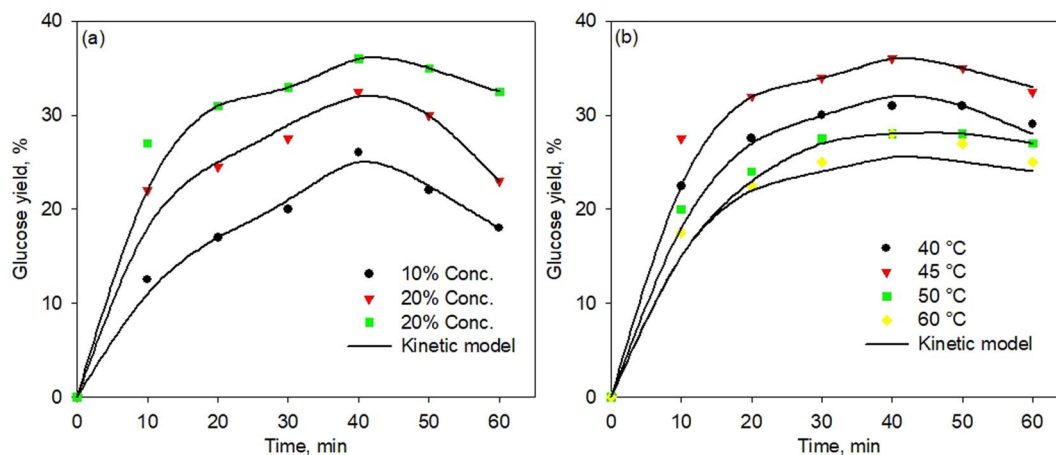 (a)
40
30
20
10
0
Glucose yield, %
10% Conc.
20% Conc.
20% Conc.
Kinetic model
0 10 20 30 40 50 60
Time, min
(b)
40
30
20
10
0
Glucose yield, %
40 °C
45 °C
50 °C
60 °C
Kinetic model
0 10 20 30 40 50 60
Time, min